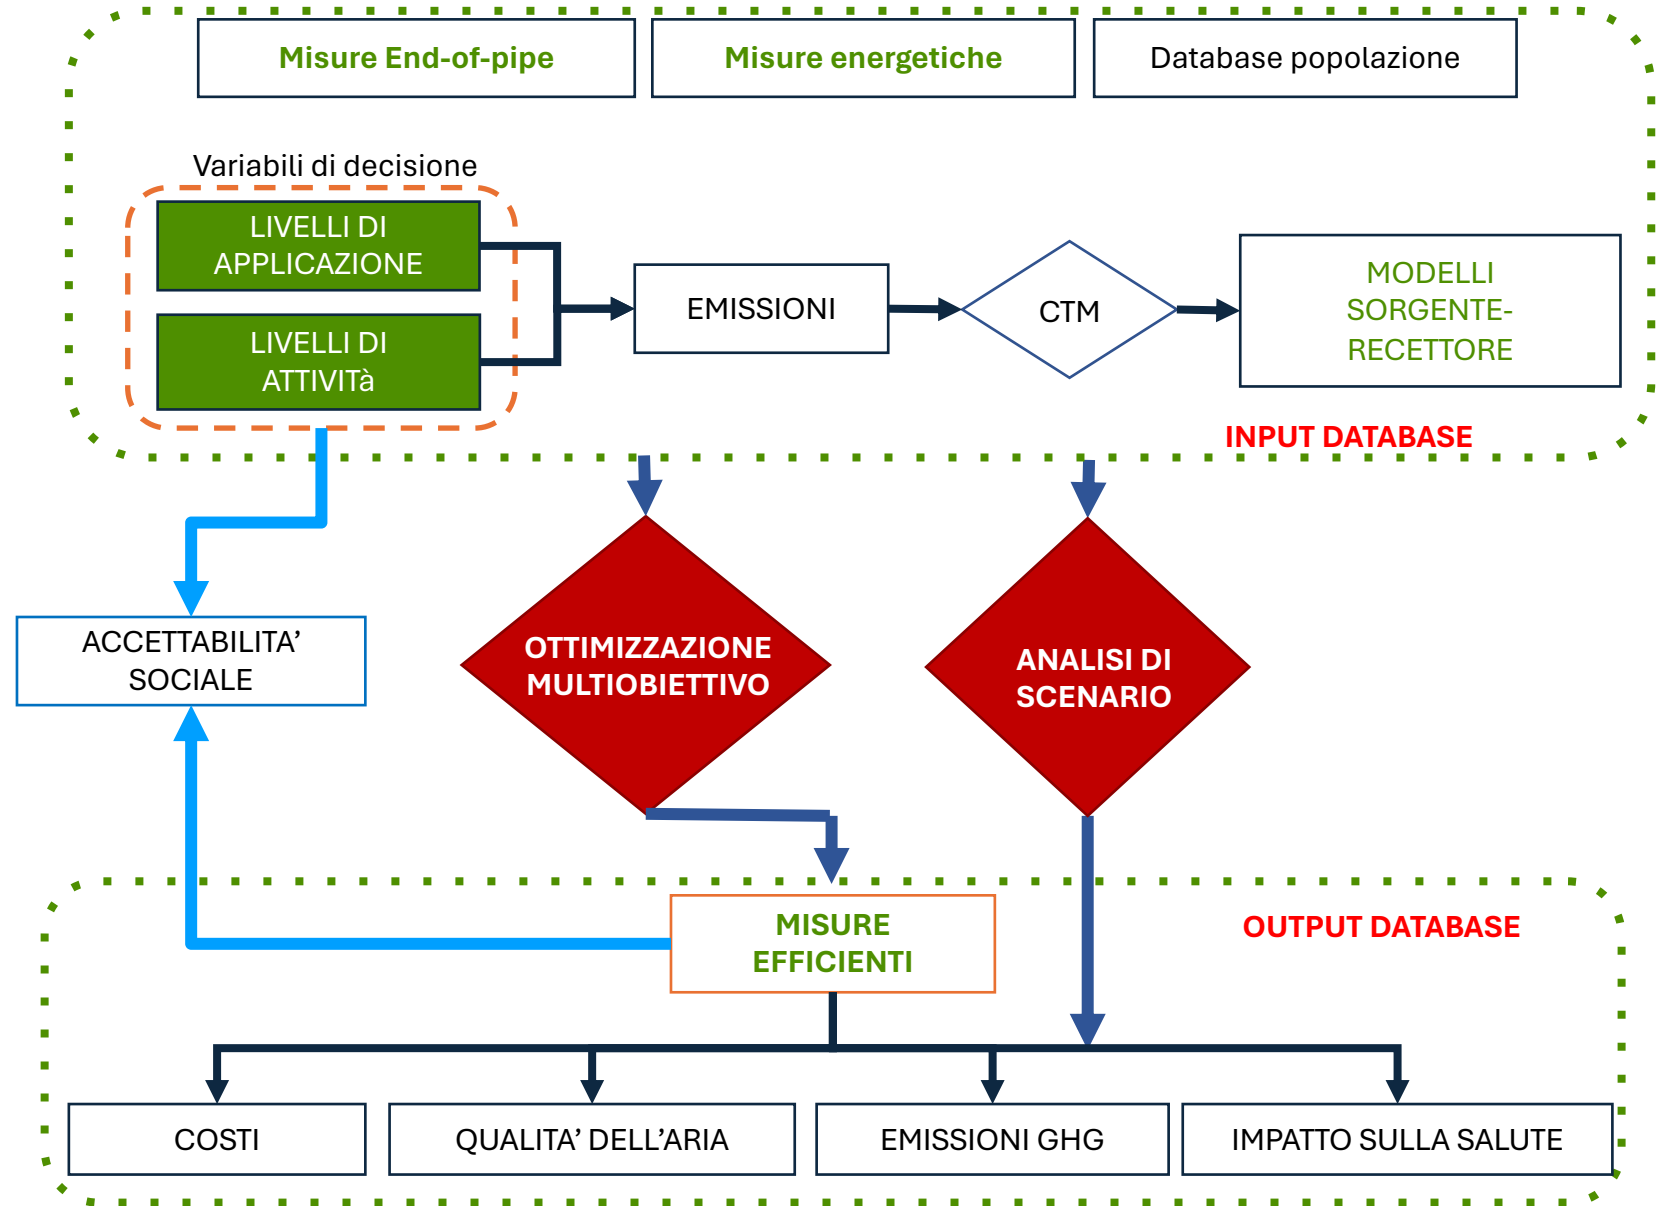 Misure End-of-pipe
Misure energetiche
Database popolazione
Variabili di decisione
LIVELLI DI
APPLICAZIONE
LIVELLI DI
ATTIVITà
EMISSIONI
CTM
MODELLI
SORGENTE-
RECETTORE
INPUT DATABASE
ACCETTABILITA’
SOCIALE
OTTIMIZZAZIONE
MULTIOBIETTIVO
ANALISI DI
SCENARIO
MISURE
EFFICIENTI
OUTPUT DATABASE
COSTI
QUALITA’ DELL’ARIA
EMISSIONI GHG
IMPATTO SULLA SALUTE